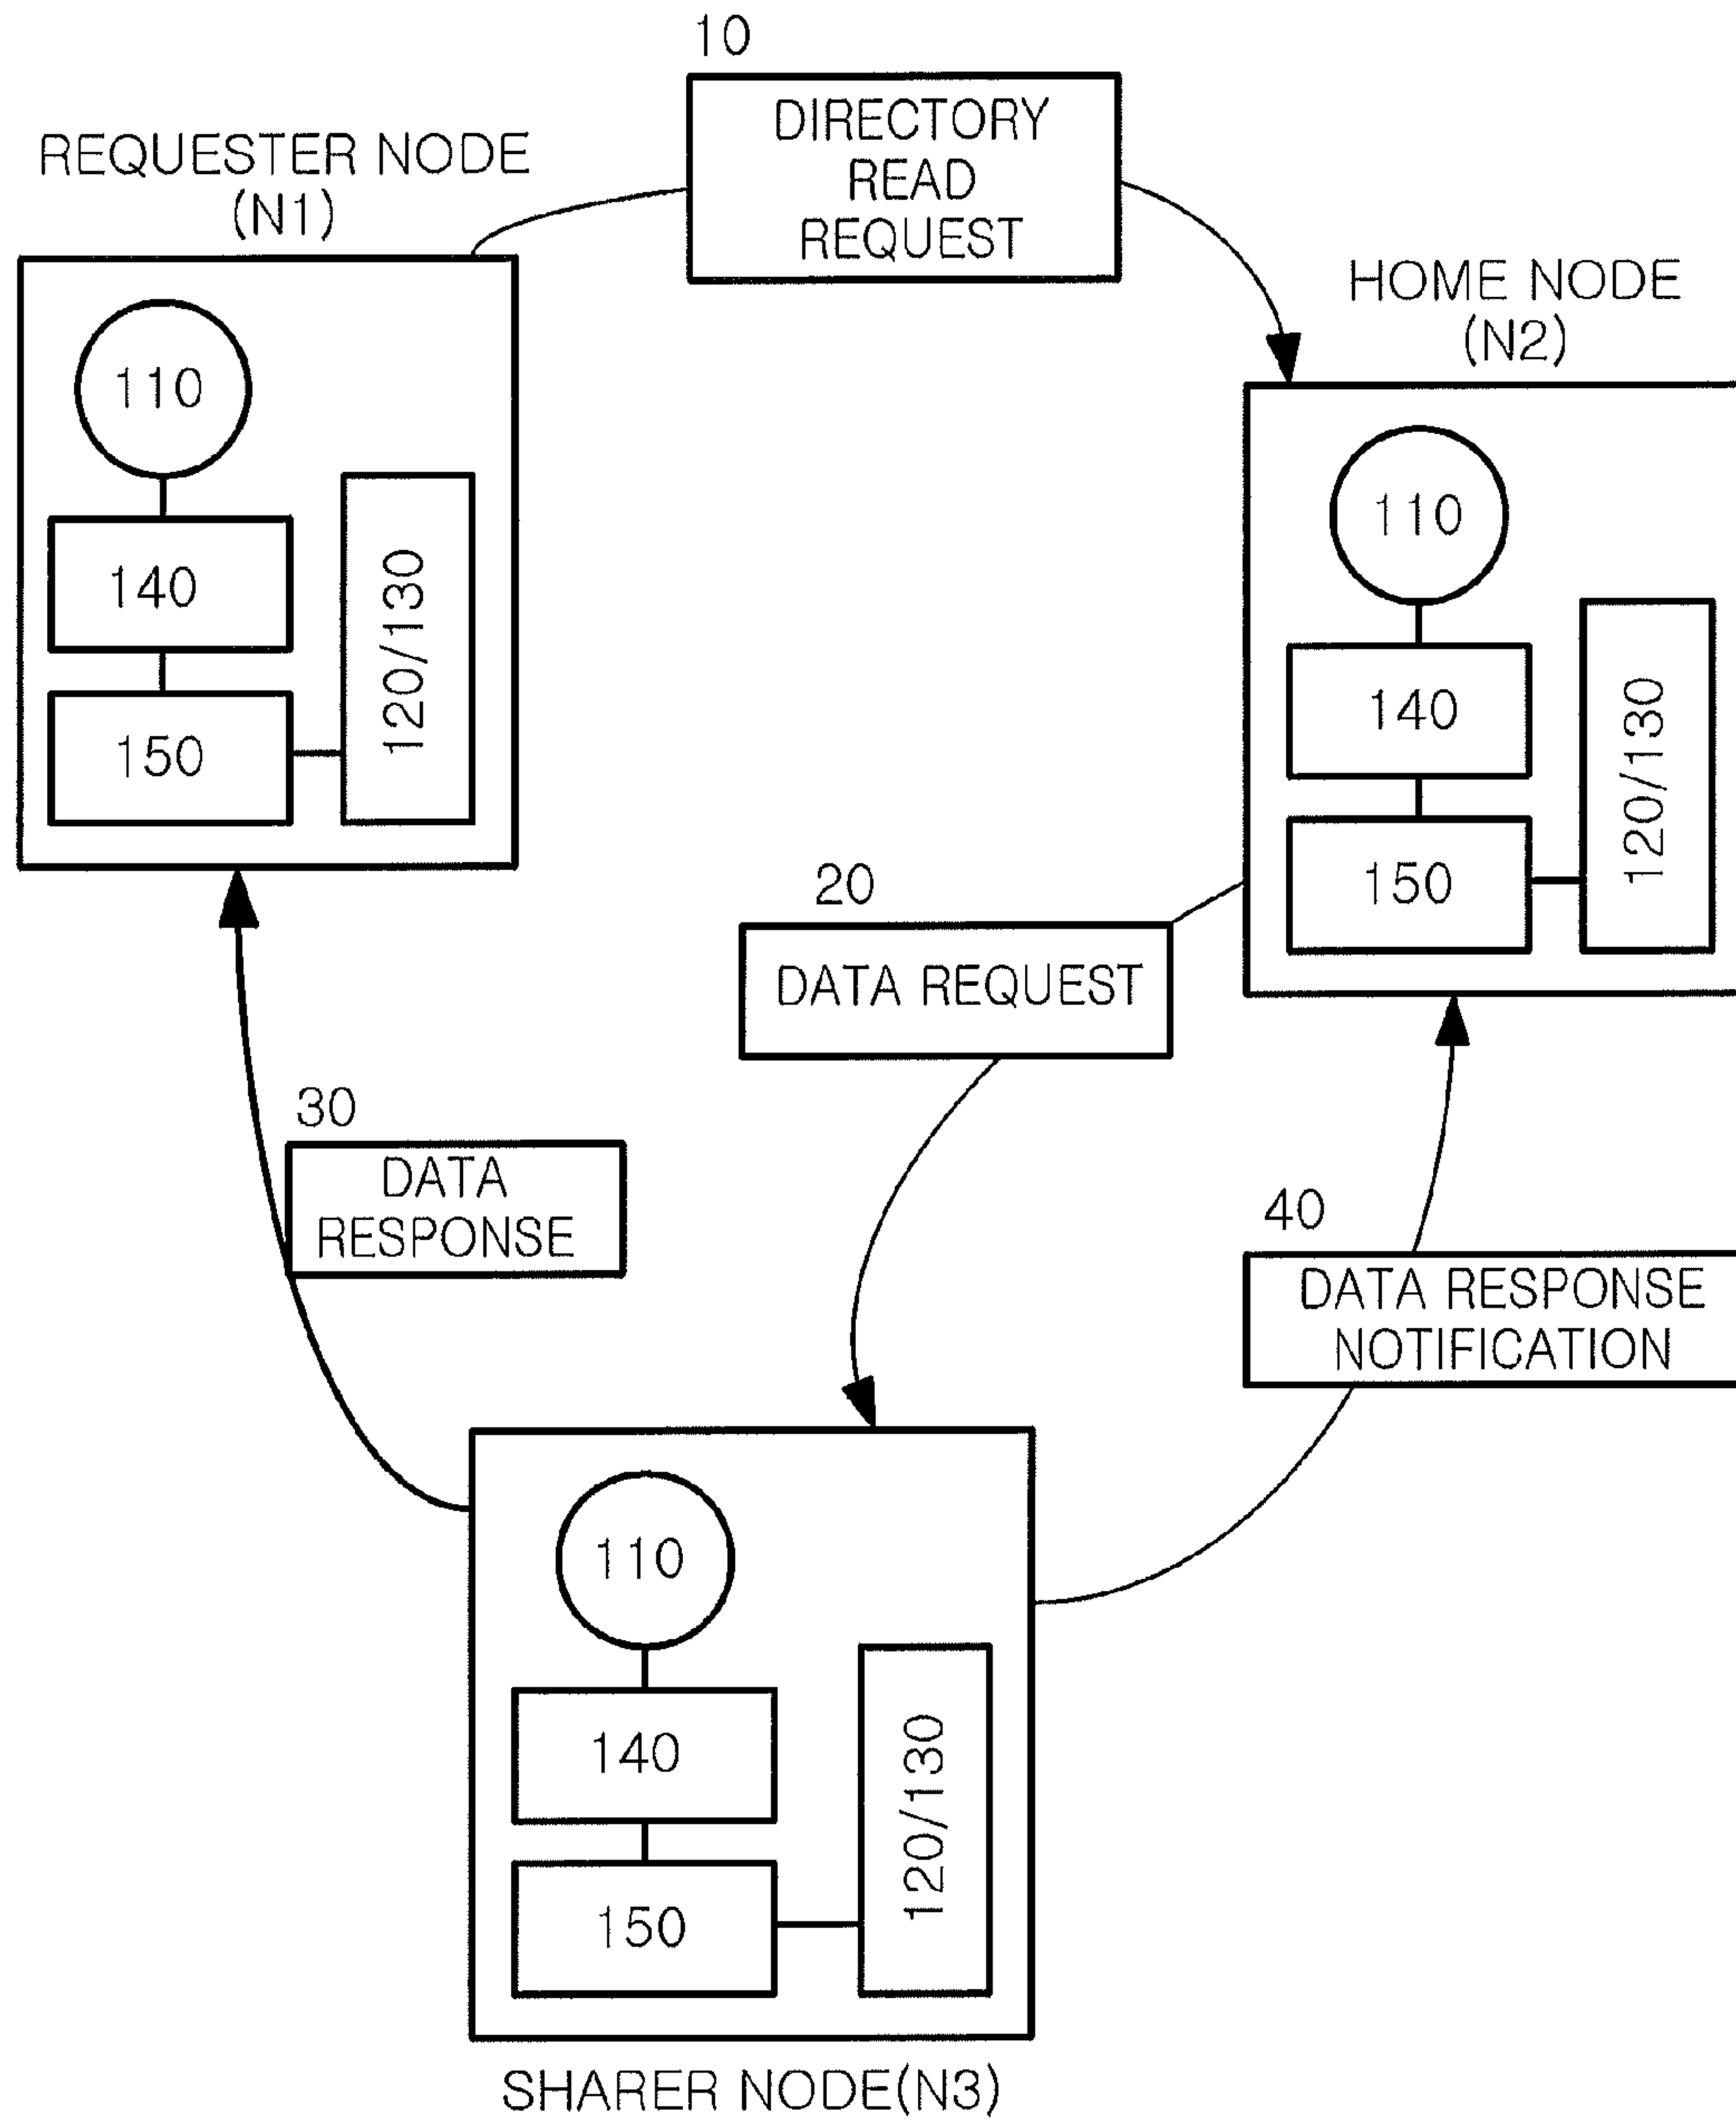 10
DIRECTORY
READ
REQUEST
REQUESTER NODE
(N1)
110
140
150
120/130
HOME NODE
(N2)
110
140
150
120/130
20
DATA REQUEST
30
DATA
RESPONSE
40
DATA RESPONSE
NOTIFICATION
110
140
150
120/130
SHARER NODE(N3)